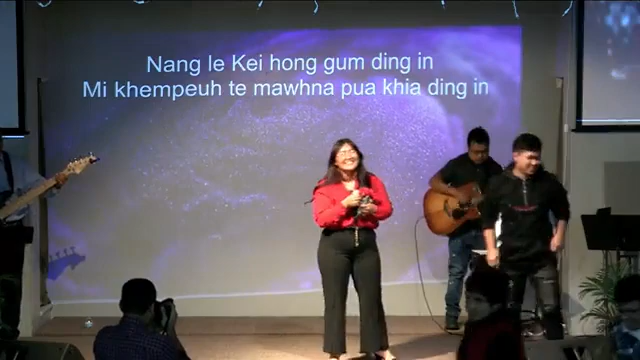 Nang le Kei hong gum ding in
Mi khempeuh te mawhna pua khia ding in